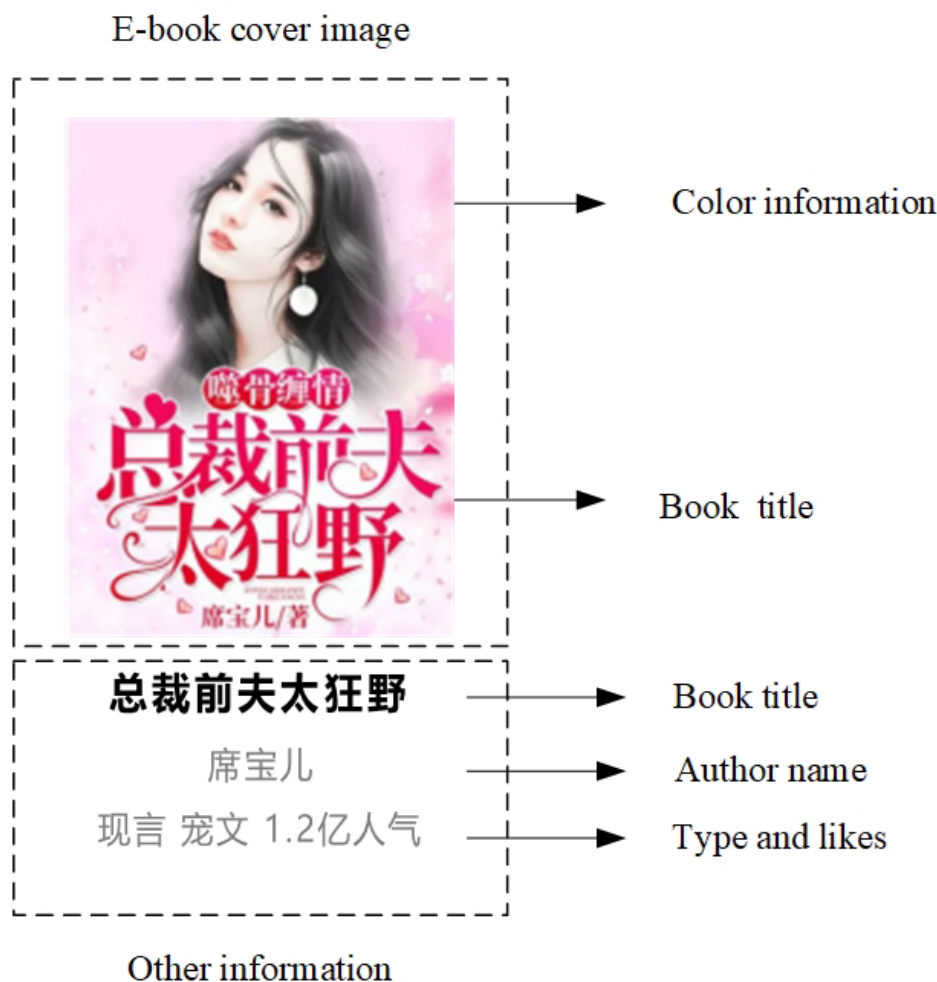 E-book cover image
Color information
噬骨缠情
总裁前夫
太狂野
Book title
席宝儿/著
总裁前夫太狂野
Book title
席宝儿
Author name
现言 宠文 1.2亿人气
Type and likes
Other information